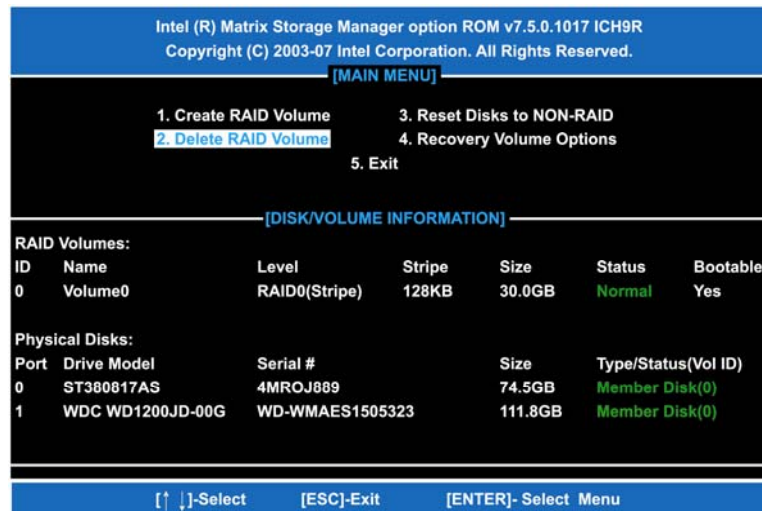 Intel (R) Matrix Storage Manager option ROM v7.5.0.1017 ICH9R
Copyright (C) 2003-07 Intel Corporation. All Rights Reserved.
[MAIN MENU]
1. Create RAID Volume 3. Reset Disks to NON-RAID
2. Delete RAID Volume 4. Recovery Volume Options
5. Exit
[DISK/VOLUME INFORMATION]
RAID Volumes:
ID Name Level Stripe Size Status Bootable
0 Volume0 RAID0(Stripe) 128KB 30.0GB Normal Yes
Physical Disks:
Port Drive Model Serial # Size Type/Status(Vol ID)
0 ST380817AS 4MROJ889 74.5GB Member Disk(0)
1 WDC WD1200JD-00G WD-WMAES1505323 111.8GB Member Disk(0)
[↑ ↓]-Select [ESC]-Exit [ENTER]- Select Menu